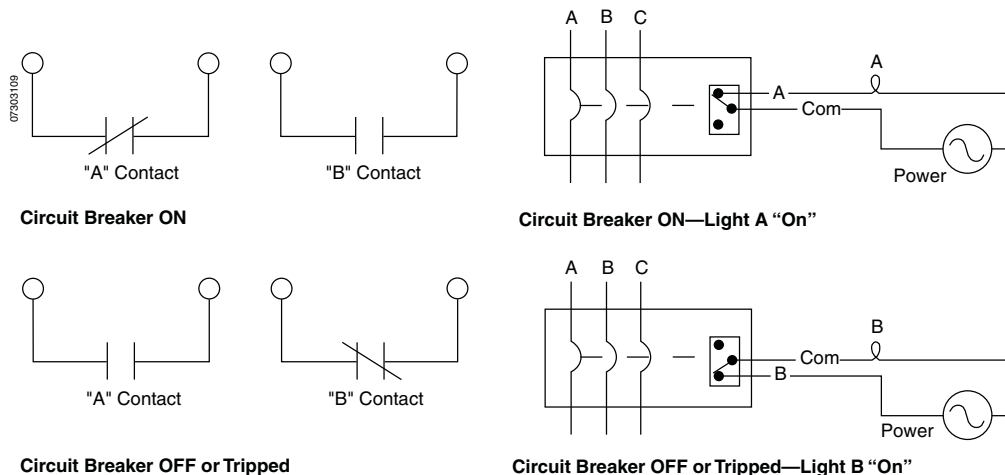 07303109
"A" Contact
"B" Contact
Circuit Breaker ON
A B C
A
A
Com
Power
Circuit Breaker ON—Light A “On”
"A" Contact
"B" Contact
Circuit Breaker OFF or Tripped
A B C
B
Com
B
Power
Circuit Breaker OFF or Tripped—Light B “On”